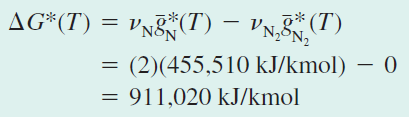 ΔG*(T) = ν_N ḡ*_N(T) − ν_N₂ ḡ*_N₂(T)
= (2)(455,510 kJ/kmol) − 0
= 911,020 kJ/kmol